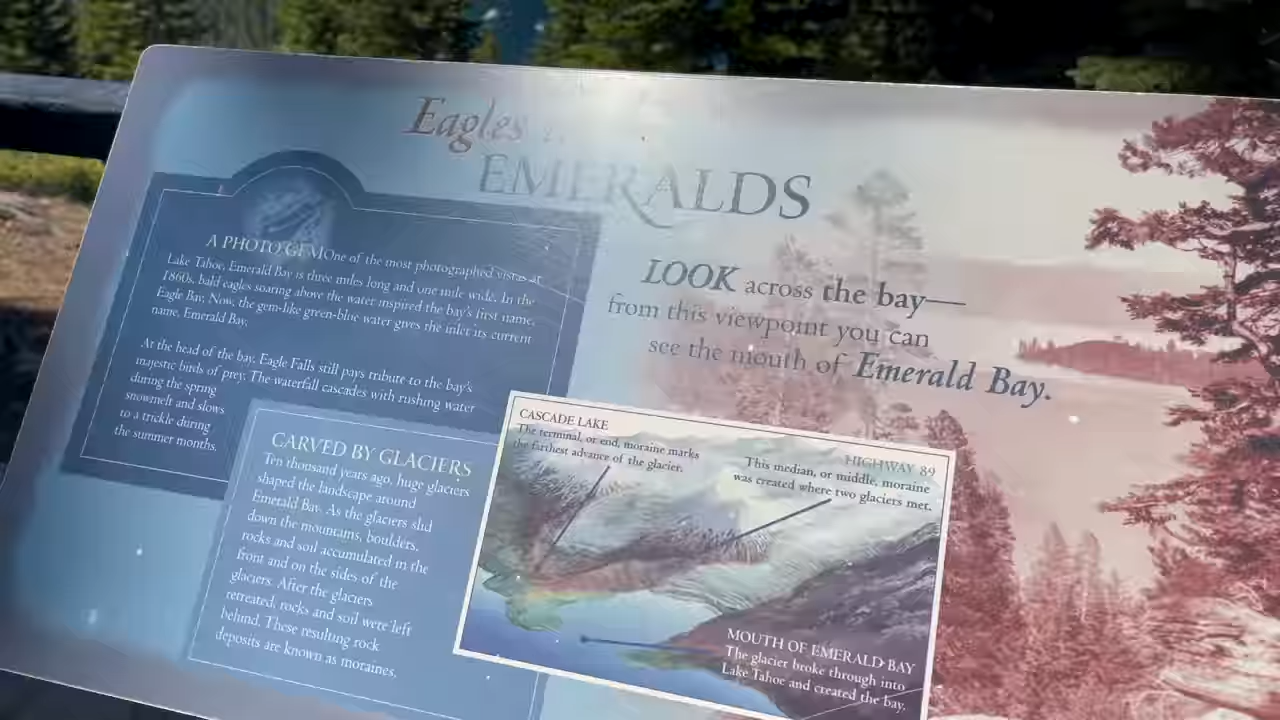 Eagles
EMERALDS
A PHOTO GEM One of the most photographed vistas at
Lake Tahoe, Emerald Bay is three miles long and one mile wide. In the
1860s, bald eagles soaring above the water inspired the bay's first name,
Eagle Bay. Now, the gem-like green-blue water gives the inlet its current
name, Emerald Bay.
At the head of the bay, Eagle Falls still pays tribute to the bay's
majestic birds of prey. The waterfall cascades with rushing water
during the spring
snowmelt and slows
to a trickle during
the summer months.
LOOK across the bay—
from this viewpoint you can
see the mouth of Emerald Bay.
CARVED BY GLACIERS
Ten thousand years ago, huge glaciers
shaped the landscape around
Emerald Bay. As the glaciers slid
down the mountains, boulders,
rocks and soil accumulated in the
front and on the sides of the
glaciers. After the glaciers
retreated, rocks and soil were left
behind. These resulting rock
deposits are known as moraines.
CASCADE LAKE
The terminal, or end, moraine marks
the farthest advance of the glacier.
HIGHWAY 89
This median, or middle, moraine
was created where two glaciers met.
MOUTH OF EMERALD BAY
The glacier broke through into
Lake Tahoe and created the bay.